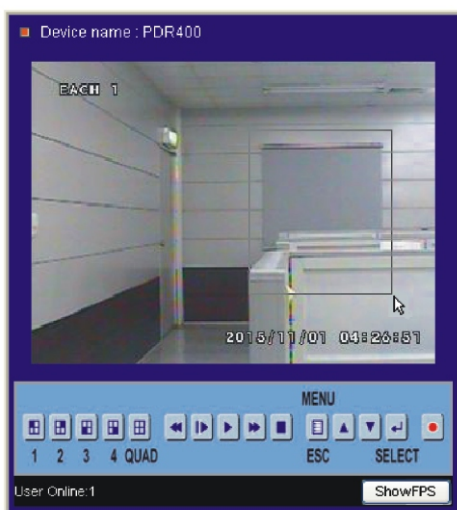 Device name : PDR400
EACH 1
2015/11/01 04:26:51
MENU
1 2 3 4 QUAD ESC SELECT
User Online:1 ShowFPS